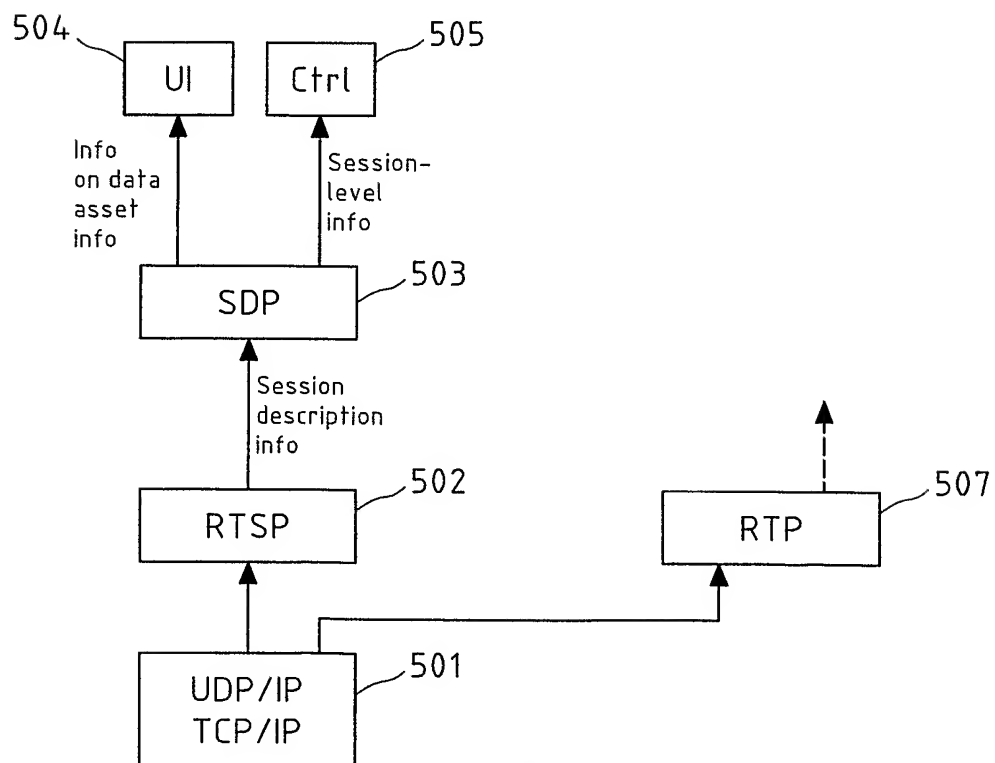 504
UI
Ctrl
505
Info
on data
asset
info
Session-
level
info
SDP
503
Session
description
info
RTSP
502
RTP
507
UDP/IP
TCP/IP
501